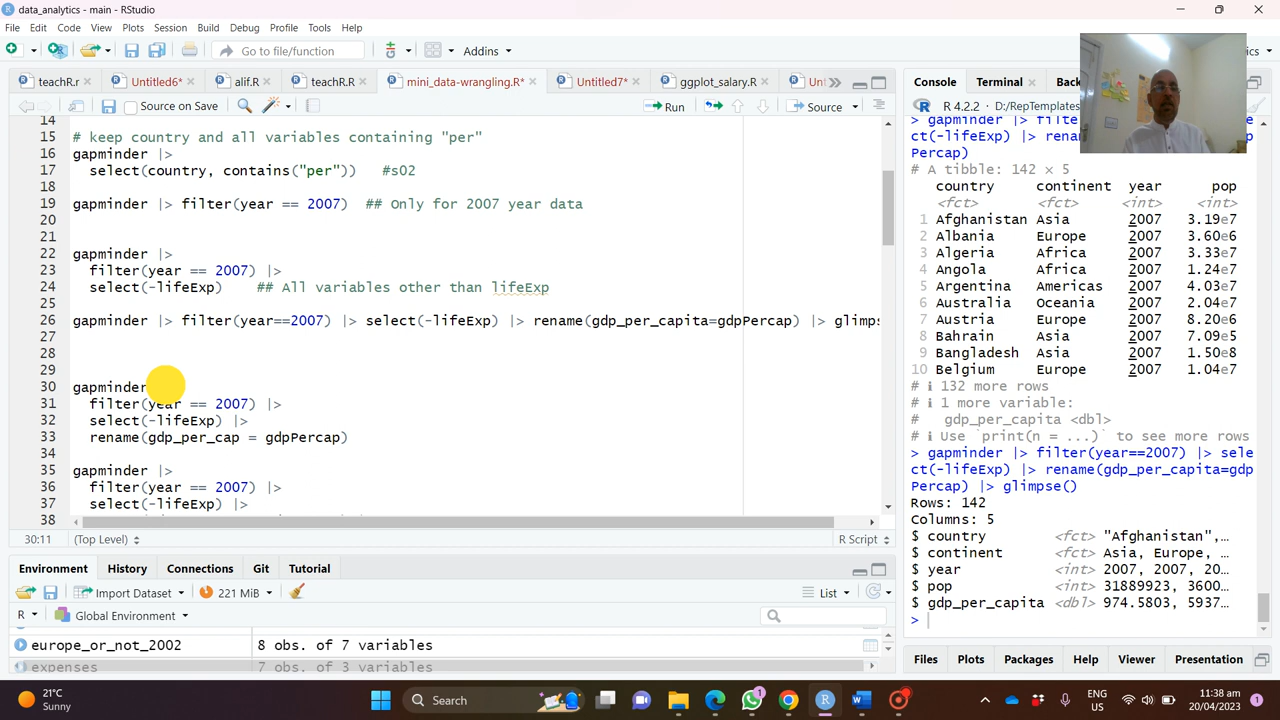 data_analytics - main - RStudio
File Edit Code View Plots Session Build Debug Profile Tools Help
Go to file/function Addins
teachR.r Untitled6* alif.R teachR.R mini_data-wrangling.R* Untitled7* ggplot_salary.R
Source on Save Run Source
14
15 # keep country and all variables containing "per"
16 gapminder |>
17 select(country, contains("per")) #s02
18
19 gapminder |> filter(year == 2007) ## Only for 2007 year data
20
21
22 gapminder |>
23 filter(year == 2007) |>
24 select(-lifeExp) ## All variables other than lifeExp
25
26 gapminder |> filter(year==2007) |> select(-lifeExp) |> rename(gdp_per_capita=gdpPercap) |> glimps
27
28
29
30 gapminder
31 filter(year == 2007) |>
32 select(-lifeExp) |>
33 rename(gdp_per_cap = gdpPercap)
34
35 gapminder |>
36 filter(year == 2007) |>
37 select(-lifeExp) |>
38
30:11 (Top Level) R Script
Environment History Connections Git Tutorial
Import Dataset 221 MiB List
R Global Environment
europe_or_not_2002 8 obs. of 7 variables
expenses 7 obs. of 3 variables
Console Terminal
R 4.2.2 · D:/RepTemplates
> gapminder |> filter
ct(-lifeExp) |> rena
Percap)
# A tibble: 142 × 5
country continent year pop
<fct> <fct> <int> <int>
1 Afghanistan Asia 2007 3.19e7
2 Albania Europe 2007 3.60e6
3 Algeria Africa 2007 3.33e7
4 Angola Africa 2007 1.24e7
5 Argentina Americas 2007 4.03e7
6 Australia Oceania 2007 2.04e7
7 Austria Europe 2007 8.20e6
8 Bahrain Asia 2007 7.09e5
9 Bangladesh Asia 2007 1.50e8
10 Belgium Europe 2007 1.04e7
# ℹ 132 more rows
# ℹ 1 more variable:
# gdp_per_capita <dbl>
# ℹ Use `print(n = ...)` to see more rows
> gapminder |> filter(year==2007) |> sele
ct(-lifeExp) |> rename(gdp_per_capita=gdp
Percap) |> glimpse()
Rows: 142
Columns: 5
$ country <fct> "Afghanistan",…
$ continent <fct> Asia, Europe, …
$ year <int> 2007, 2007, 20…
$ pop <int> 31889923, 3600…
$ gdp_per_capita <dbl> 974.5803, 5937…
>
Files Plots Packages Help Viewer Presentation
21°C
Sunny
Search
ENG
US
11:38 am
20/04/2023
1